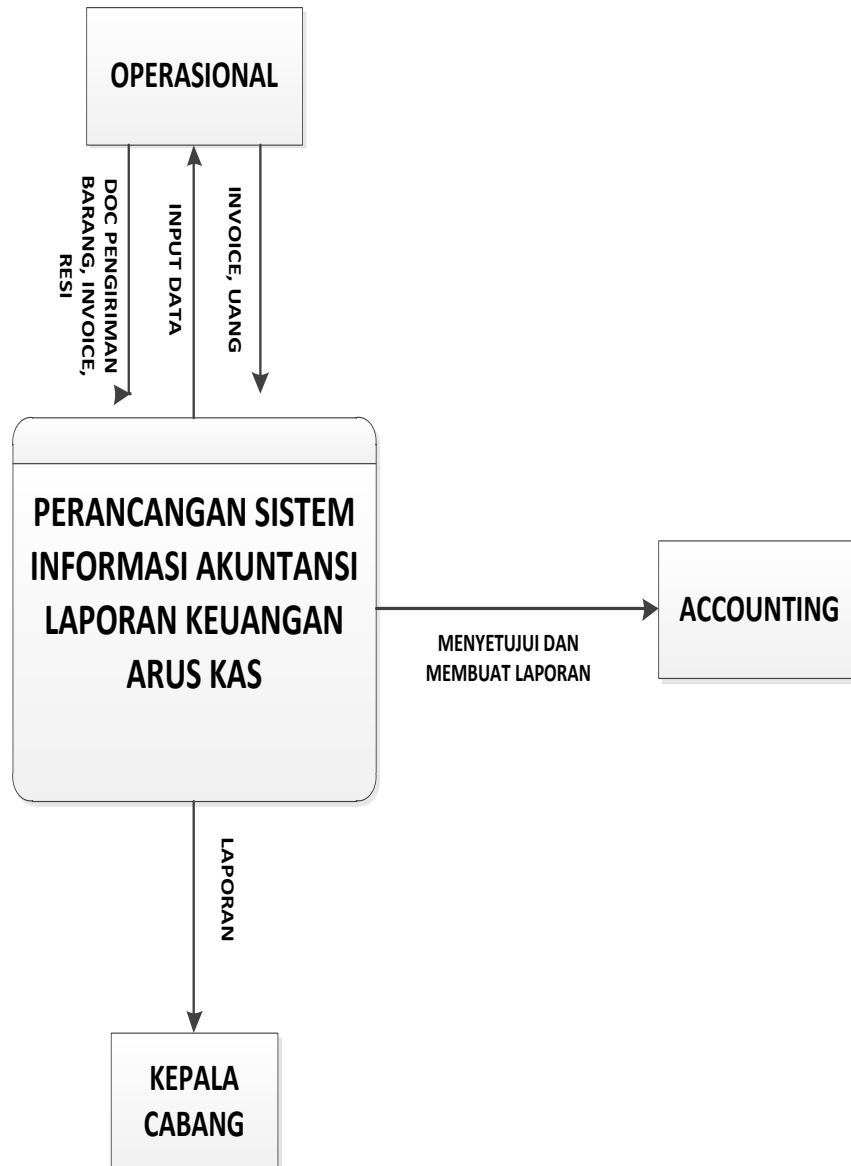 OPERASIONAL
DOC PENGIRIMAN
BARANG, INVOICE,
RESI
INPUT DATA
INVOICE, UANG
PERANCANGAN SISTEM
INFORMASI AKUNTANSI
LAPORAN KEUANGAN
ARUS KAS
MENYETUJUI DAN
MEMBUAT LAPORAN
ACCOUNTING
LAPORAN
KEPALA
CABANG